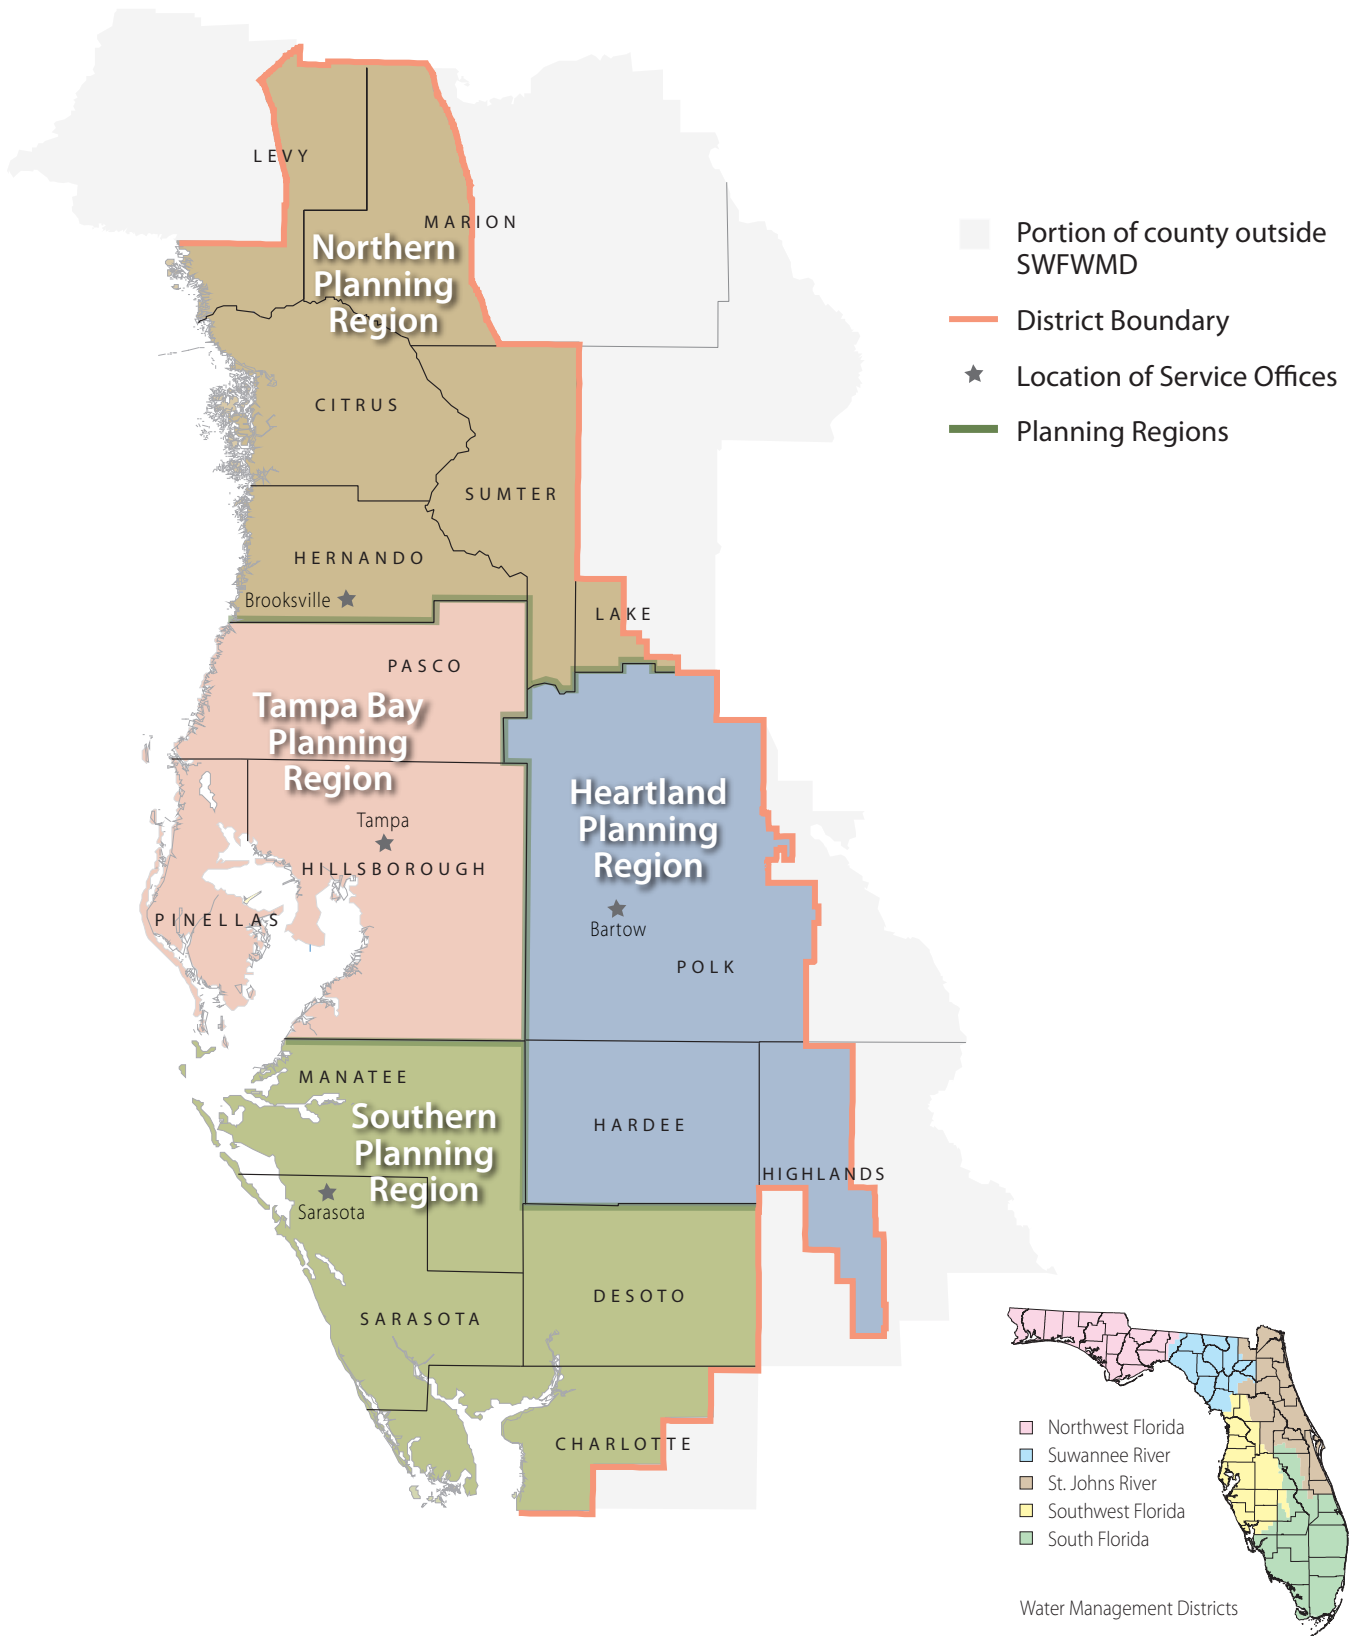 LEVY
MARION
Northern
Planning
Region
CITRUS
SUMTER
HERNANDO
Brooksville
LAKE
PASCO
Tampa Bay
Planning
Region
Tampa
HILLSBOROUGH
PINELLAS
Heartland
Planning
Region
Bartow
POLK
MANATEE
Southern
Planning
Region
HARDEE
HIGHLANDS
Sarasota
DESOTO
SARASOTA
CHARLOTTE
Portion of county outside
SWFWMD
District Boundary
Location of Service Offices
Planning Regions
Northwest Florida
Suwannee River
St. Johns River
Southwest Florida
South Florida
Water Management Districts